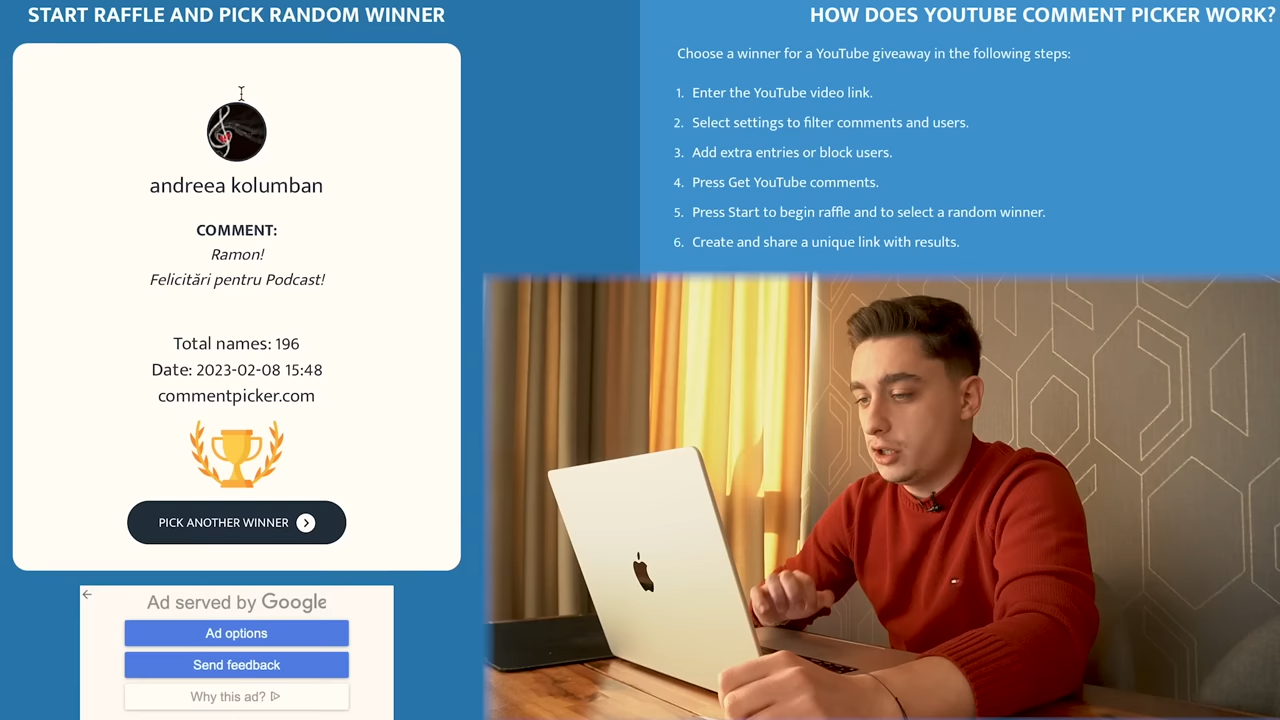 START RAFFLE AND PICK RANDOM WINNER
andreea kolumban
COMMENT:
Ramon!
Felicitări pentru Podcast!
Total names: 196
Date: 2023-02-08 15:48
commentpicker.com
PICK ANOTHER WINNER
Ad served by Google
Ad options
Send feedback
Why this ad?
HOW DOES YOUTUBE COMMENT PICKER WORK?
Choose a winner for a YouTube giveaway in the following steps:
1. Enter the YouTube video link.
2. Select settings to filter comments and users.
3. Add extra entries or block users.
4. Press Get YouTube comments.
5. Press Start to begin raffle and to select a random winner.
6. Create and share a unique link with results.